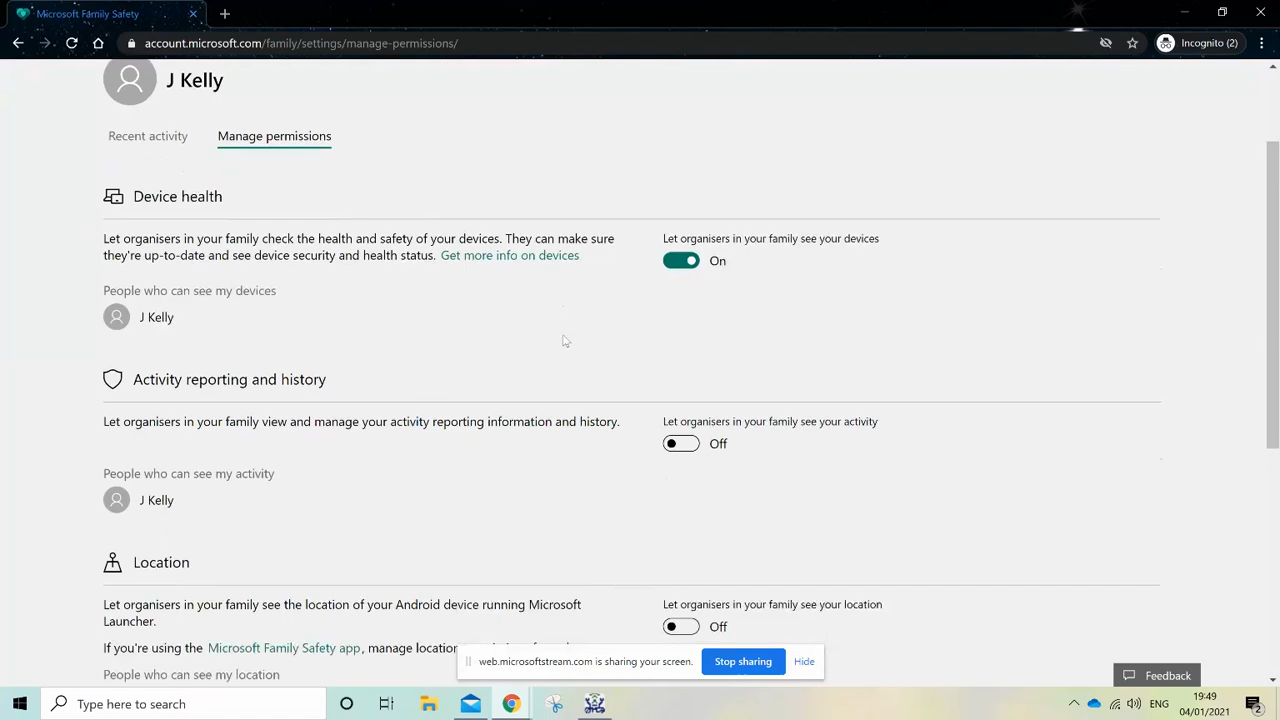 Microsoft Family Safety
account.microsoft.com/family/settings/manage-permissions/
Incognito (2)
J Kelly
Recent activity
Manage permissions
Device health
Let organisers in your family check the health and safety of your devices. They can make sure
they're up-to-date and see device security and health status. Get more info on devices
Let organisers in your family see your devices
On
People who can see my devices
J Kelly
Activity reporting and history
Let organisers in your family view and manage your activity reporting information and history.
Let organisers in your family see your activity
Off
People who can see my activity
J Kelly
Location
Let organisers in your family see the location of your Android device running Microsoft
Launcher.
Let organisers in your family see your location
Off
If you're using the Microsoft Family Safety app, manage
People who can see my location
web.microsoftstream.com is sharing your screen.
Stop sharing
Hide
Feedback
Type here to search
ENG
19:49
04/01/2021
2